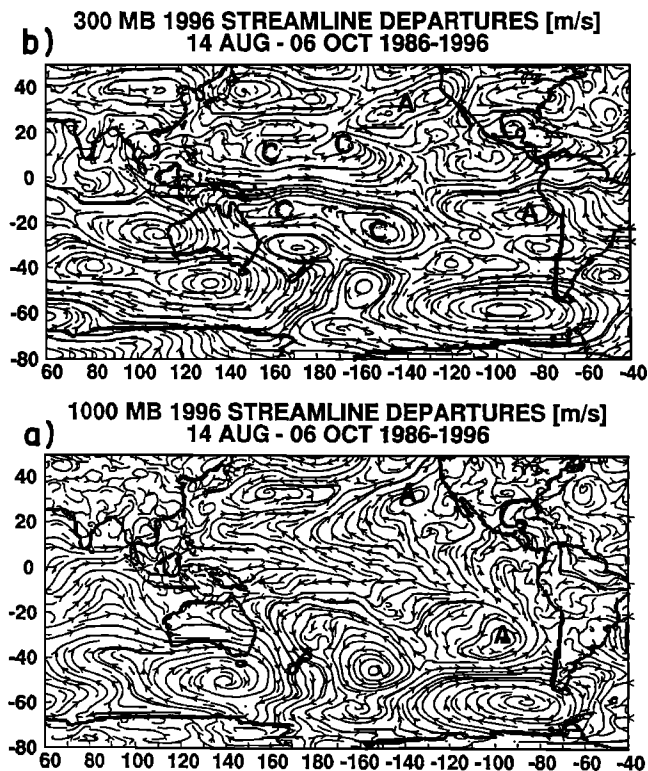 b)
300 MB 1996 STREAMLINE DEPARTURES [m/s]
14 AUG - 06 OCT 1986-1996
40
20
0
-20
-40
-60
-80
A
C C
C A
C
60 80 100 120 140 160 180 -160 -140 -120 -100 -80 -60 -40
a)
1000 MB 1996 STREAMLINE DEPARTURES [m/s]
14 AUG - 06 OCT 1986-1996
40
20
0
-20
-40
-60
-80
A
A
60 80 100 120 140 160 180 -160 -140 -120 -100 -80 -60 -40